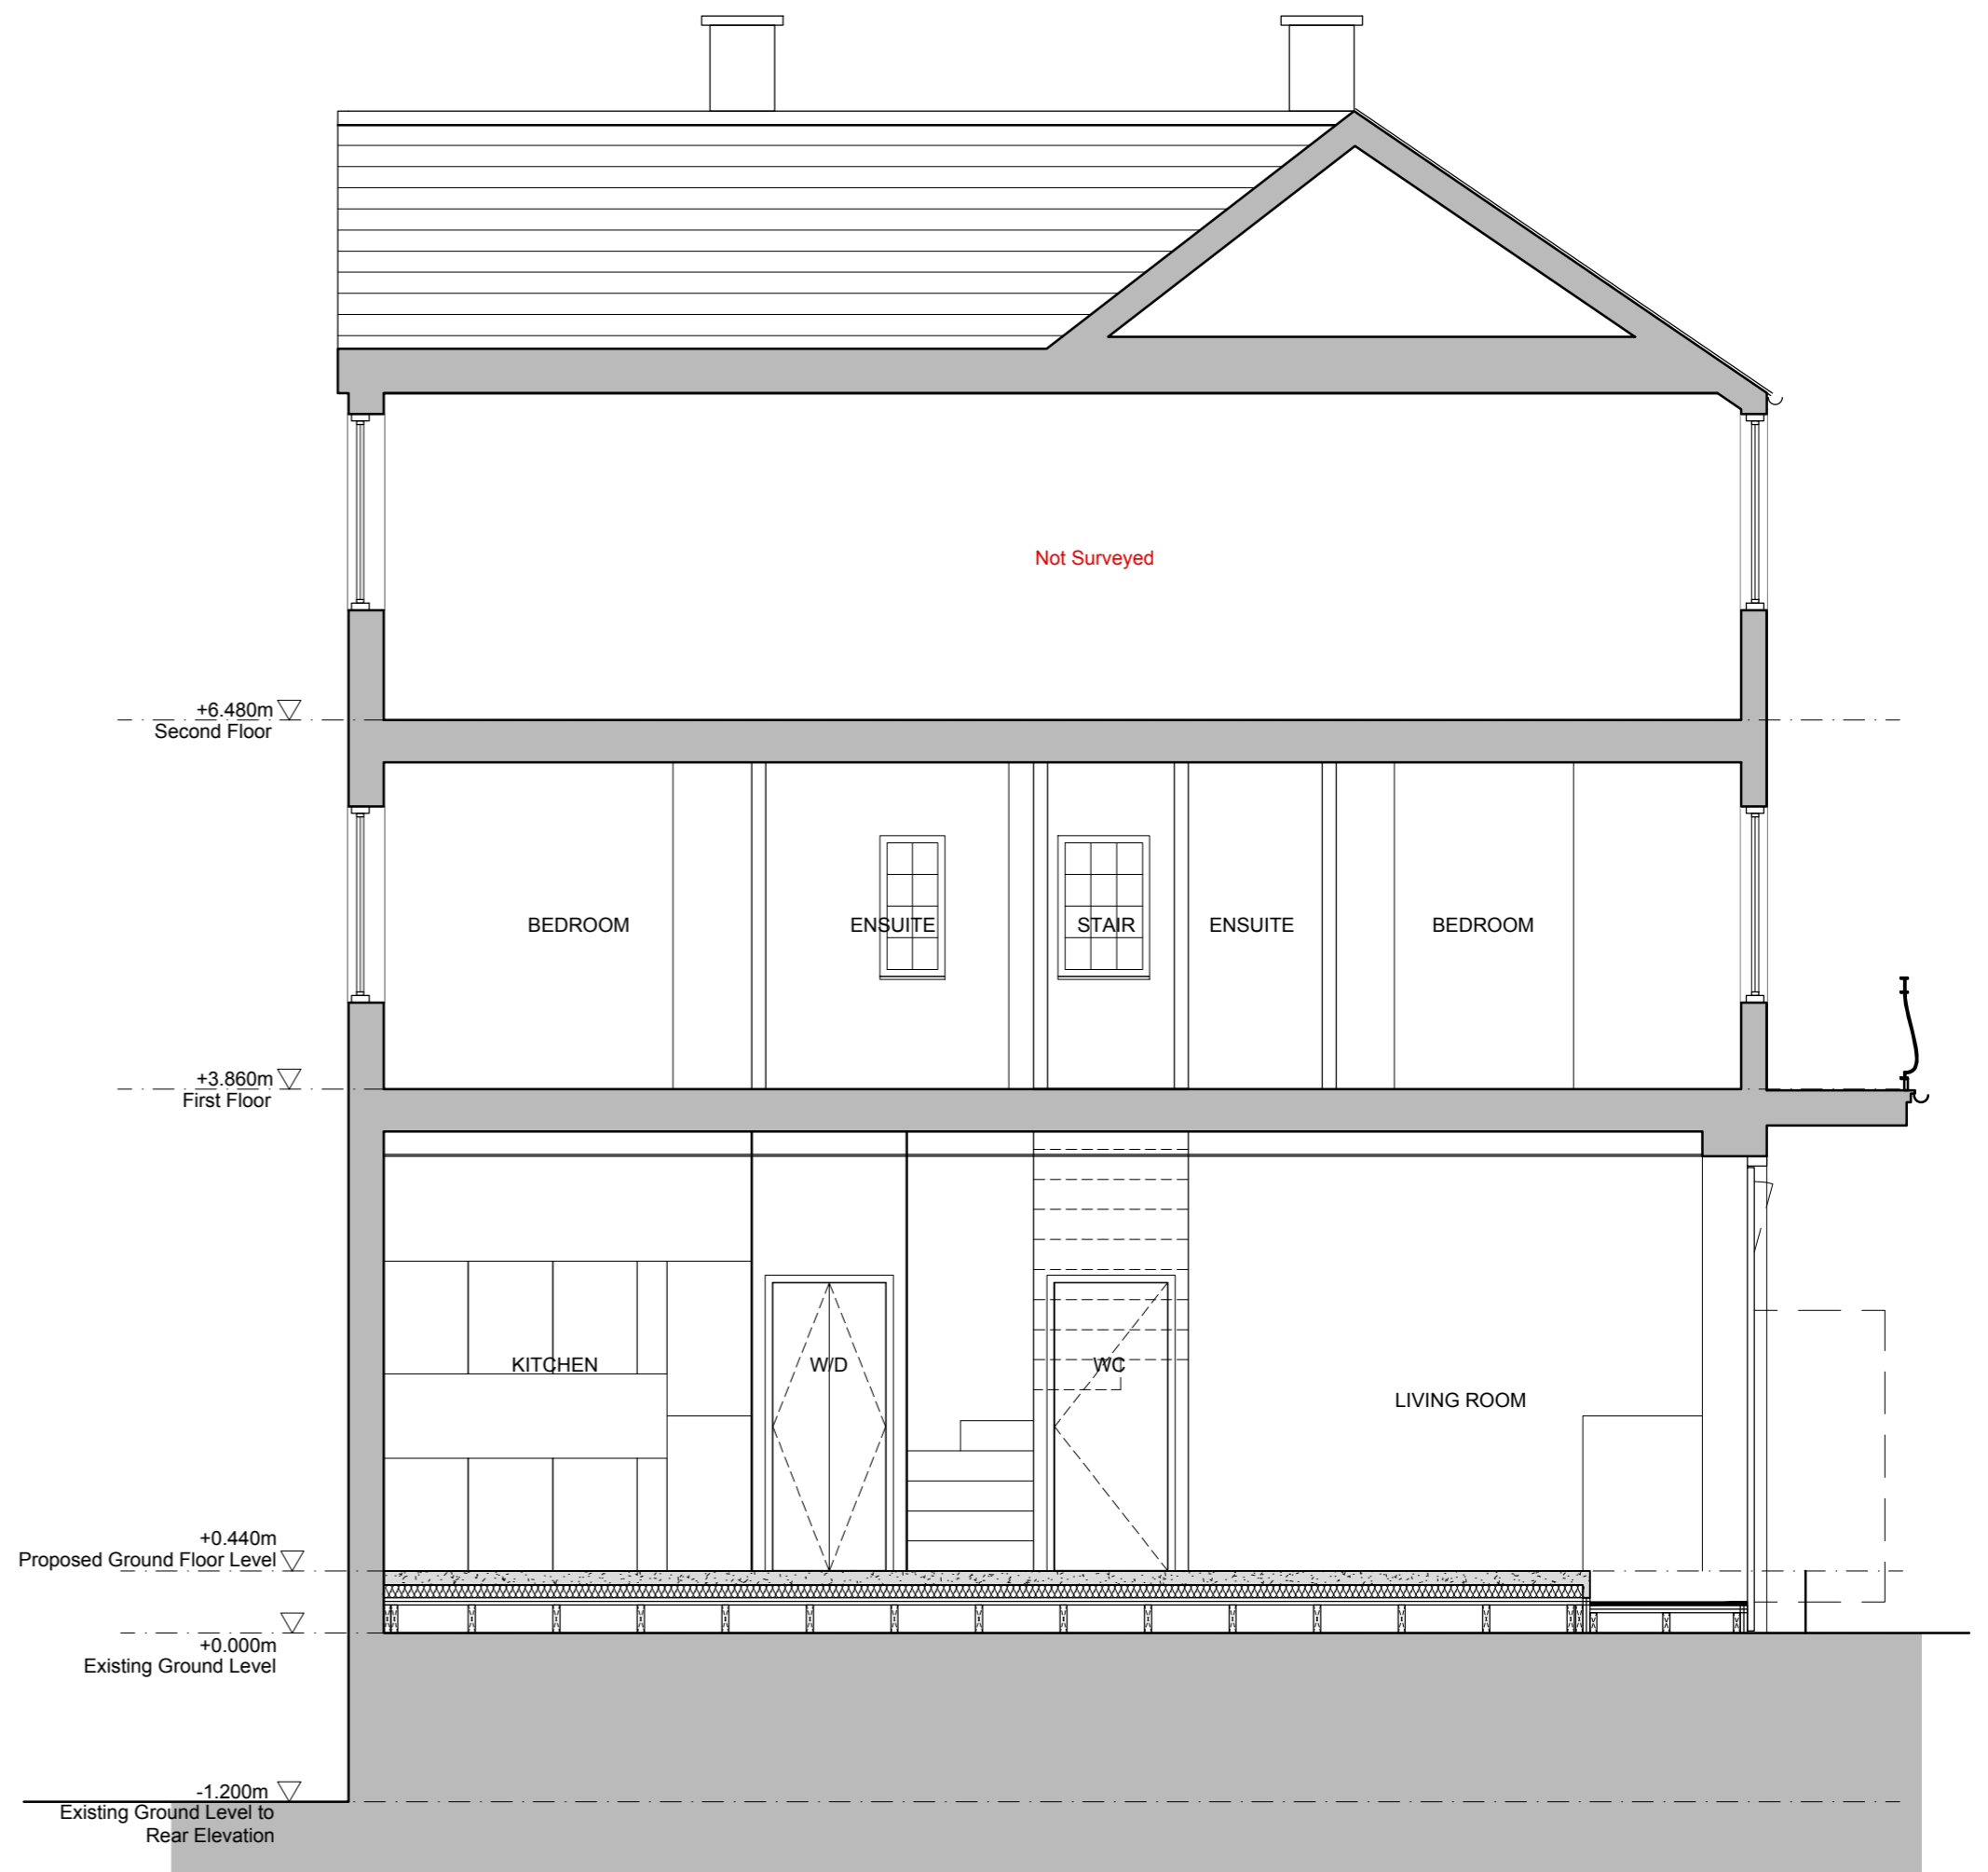 Not Surveyed
+6.480m
Second Floor
BEDROOM
ENSUITE
STAIR
ENSUITE
BEDROOM
+3.860m
First Floor
KITCHEN
W/D
WC
LIVING ROOM
+0.440m
Proposed Ground Floor Level
+0.000m
Existing Ground Level
-1.200m
Existing Ground Level to
Rear Elevation